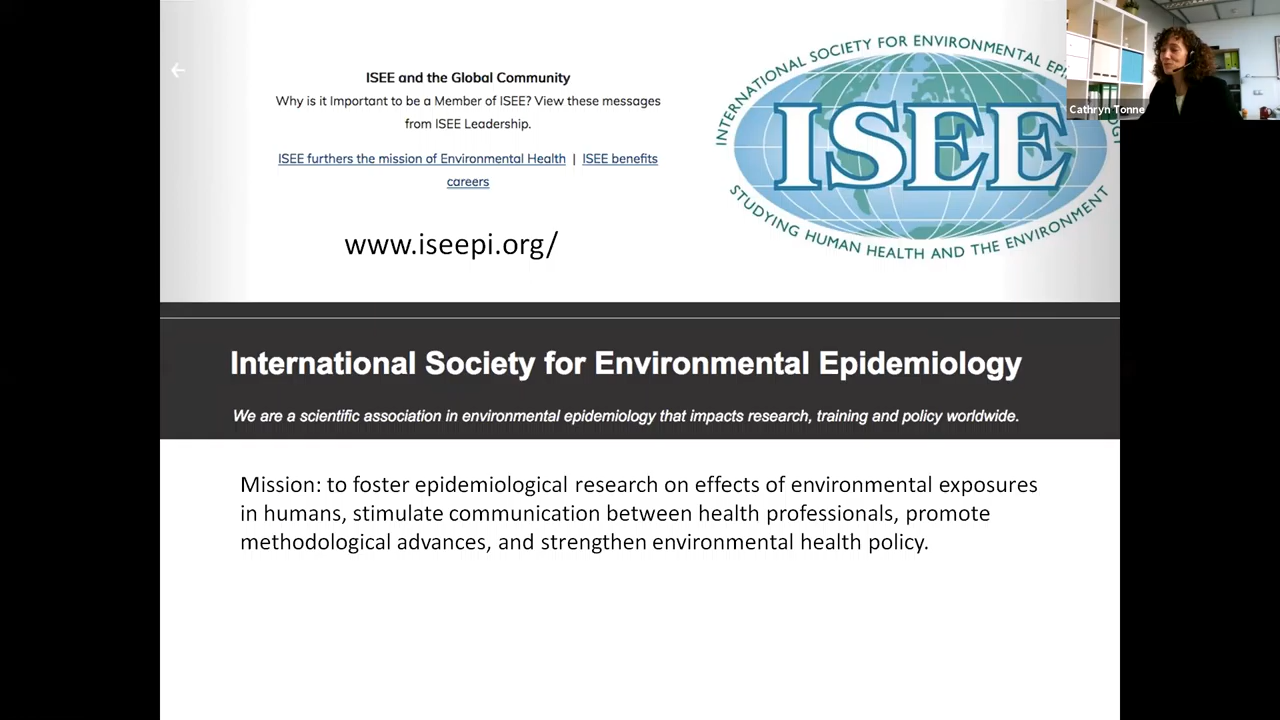 ISEE and the Global Community
Why is it Important to be a Member of ISEE? View these messages
from ISEE Leadership.
ISEE furthers the mission of Environmental Health | ISEE benefits
careers
www.iseepi.org/
INTERNATIONAL SOCIETY FOR ENVIRONMENTAL
ISEE
STUDYING HUMAN HEALTH AND THE ENVIRONMENT
Cathryn Tonne
International Society for Environmental Epidemiology
We are a scientific association in environmental epidemiology that impacts research, training and policy worldwide.
Mission: to foster epidemiological research on effects of environmental exposures
in humans, stimulate communication between health professionals, promote
methodological advances, and strengthen environmental health policy.